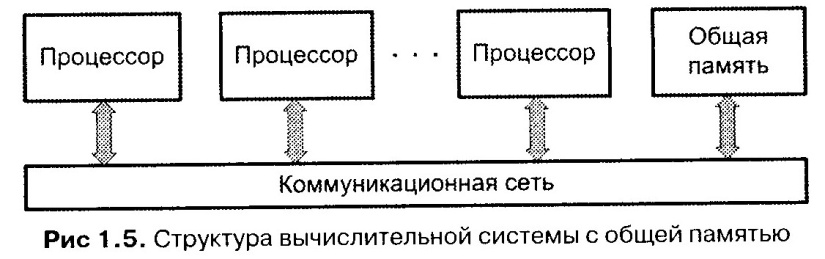 Процессор Процессор . . . Процессор Общая
память
Коммуникационная сеть
Рис 1.5. Структура вычислительной системы с общей памятью